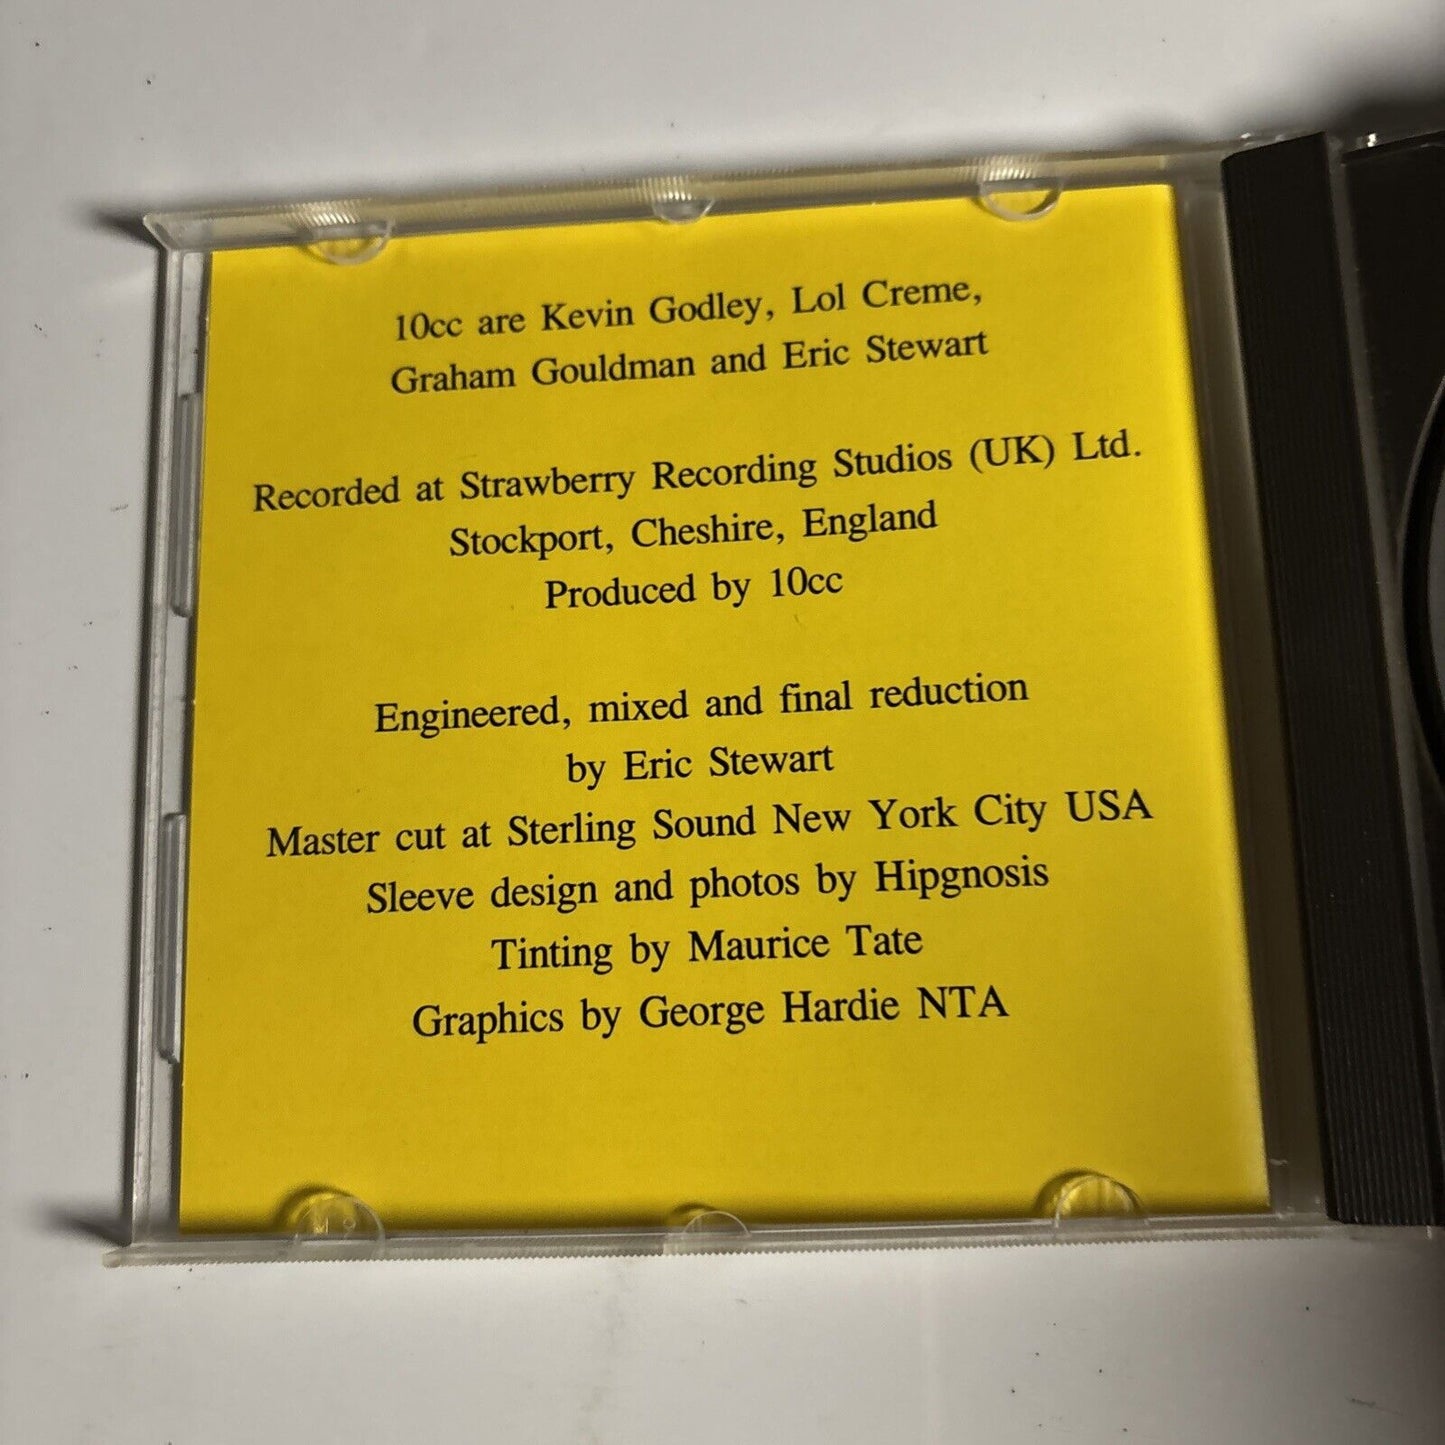 10cc are Kevin Godley, Lol Creme,
Graham Gouldman and Eric Stewart
Recorded at Strawberry Recording Studios (UK) Ltd.
Stockport, Cheshire, England
Produced by 10cc
Engineered, mixed and final reduction
by Eric Stewart
Master cut at Sterling Sound New York City USA
Sleeve design and photos by Hipgnosis
Tinting by Maurice Tate
Graphics by George Hardie NTA